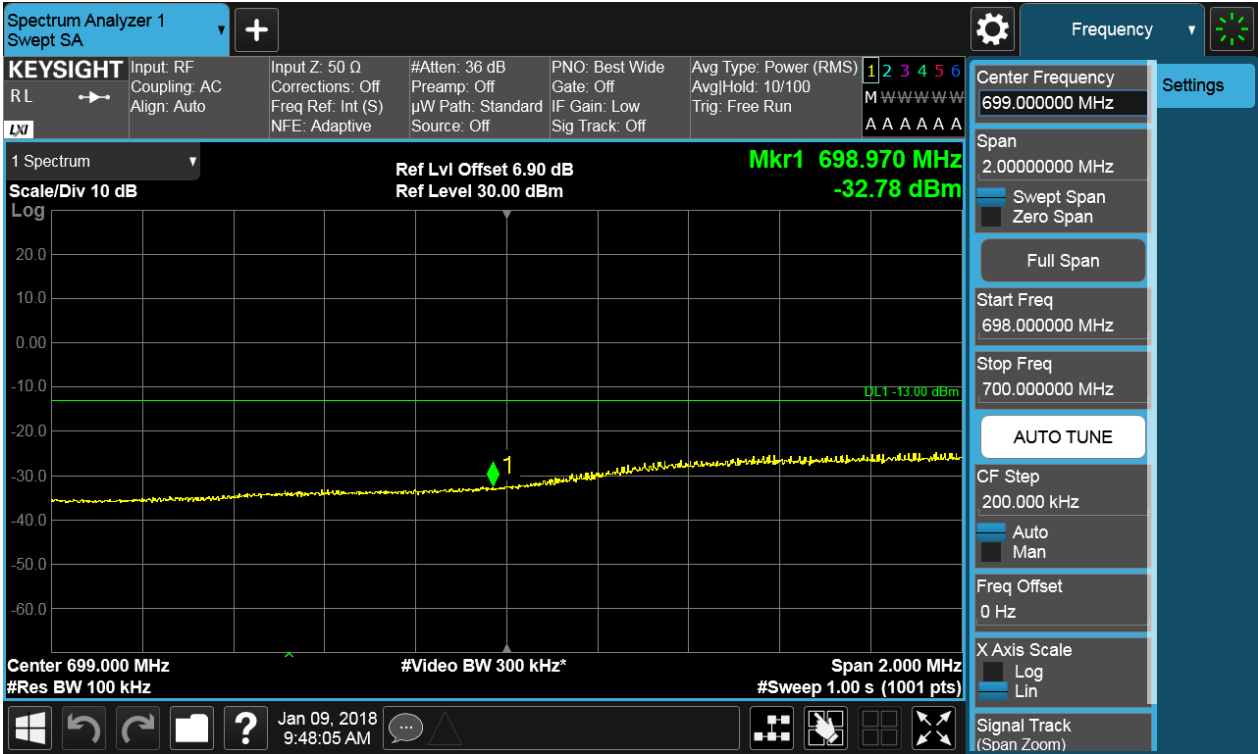 Spectrum Analyzer 1
Swept SA
Frequency
KEYSIGHT
R L
LXI
Input: RF
Coupling: AC
Align: Auto
Input Z: 50 Ω
Corrections: Off
Freq Ref: Int (S)
NFE: Adaptive
#Atten: 36 dB
Preamp: Off
µW Path: Standard
Source: Off
PNO: Best Wide
Gate: Off
IF Gain: Low
Sig Track: Off
Avg Type: Power (RMS)
Avg|Hold: 10/100
Trig: Free Run
1 2 3 4 5 6
M W W W W W
A A A A A A
1 Spectrum
Scale/Div 10 dB
Log
Ref Lvl Offset 6.90 dB
Ref Level 30.00 dBm
Mkr1 698.970 MHz
-32.78 dBm
20.0
10.0
0.00
-10.0
-20.0
-30.0
-40.0
-50.0
-60.0
DL1 -13.00 dBm
1
Center 699.000 MHz
#Res BW 100 kHz
#Video BW 300 kHz*
Span 2.000 MHz
#Sweep 1.00 s (1001 pts)
Jan 09, 2018
9:48:05 AM
Center Frequency
699.000000 MHz
Span
2.00000000 MHz
Swept Span
Zero Span
Full Span
Start Freq
698.000000 MHz
Stop Freq
700.000000 MHz
AUTO TUNE
CF Step
200.000 kHz
Auto
Man
Freq Offset
0 Hz
X Axis Scale
Log
Lin
Signal Track
(Span Zoom)
Settings